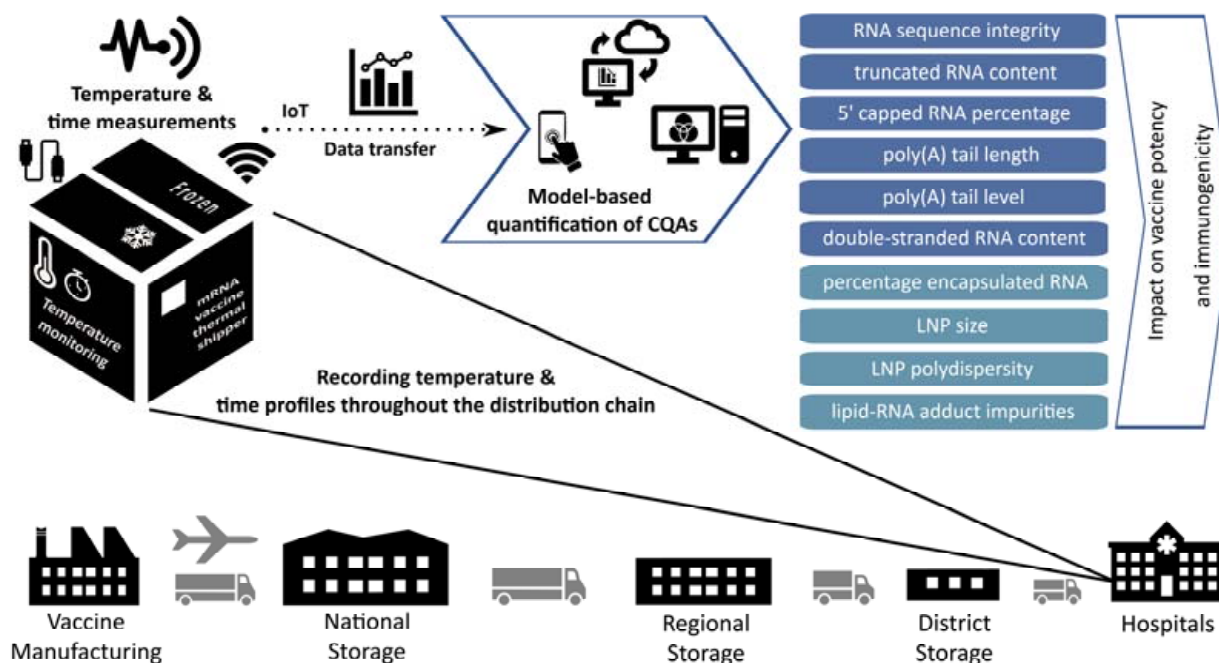 Temperature &
time measurements
IoT
Data transfer
Frozen
Temperature
monitoring
mRNA
vaccine
thermal
shipper
Model-based
quantification of CQAs
RNA sequence integrity
truncated RNA content
5' capped RNA percentage
poly(A) tail length
poly(A) tail level
double-stranded RNA content
percentage encapsulated RNA
LNP size
LNP polydispersity
lipid-RNA adduct impurities
Impact on vaccine potency
and immunogenicity
Recording temperature &
time profiles throughout the distribution chain
Vaccine
Manufacturing
National
Storage
Regional
Storage
District
Storage
Hospitals